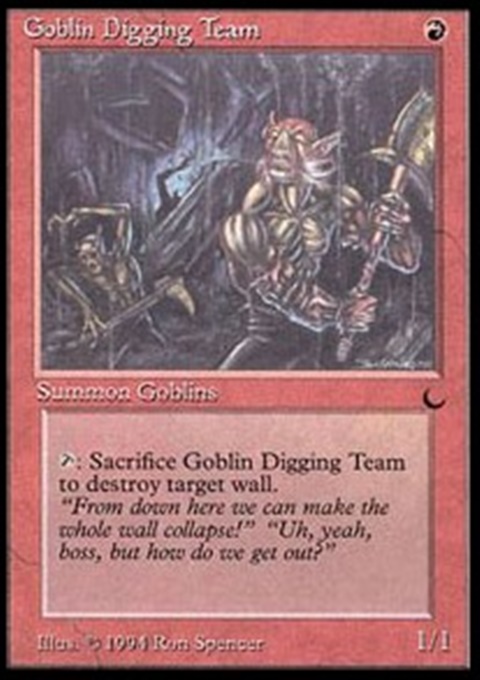 Goblin Digging Team
Summon Goblins
: Sacrifice Goblin Digging Team
to destroy target wall.
“From down here we can make the
whole wall collapse!” “Uh, yeah,
boss, but how do we get out?”
Illus. © 1994 Ron Spencer
1/1